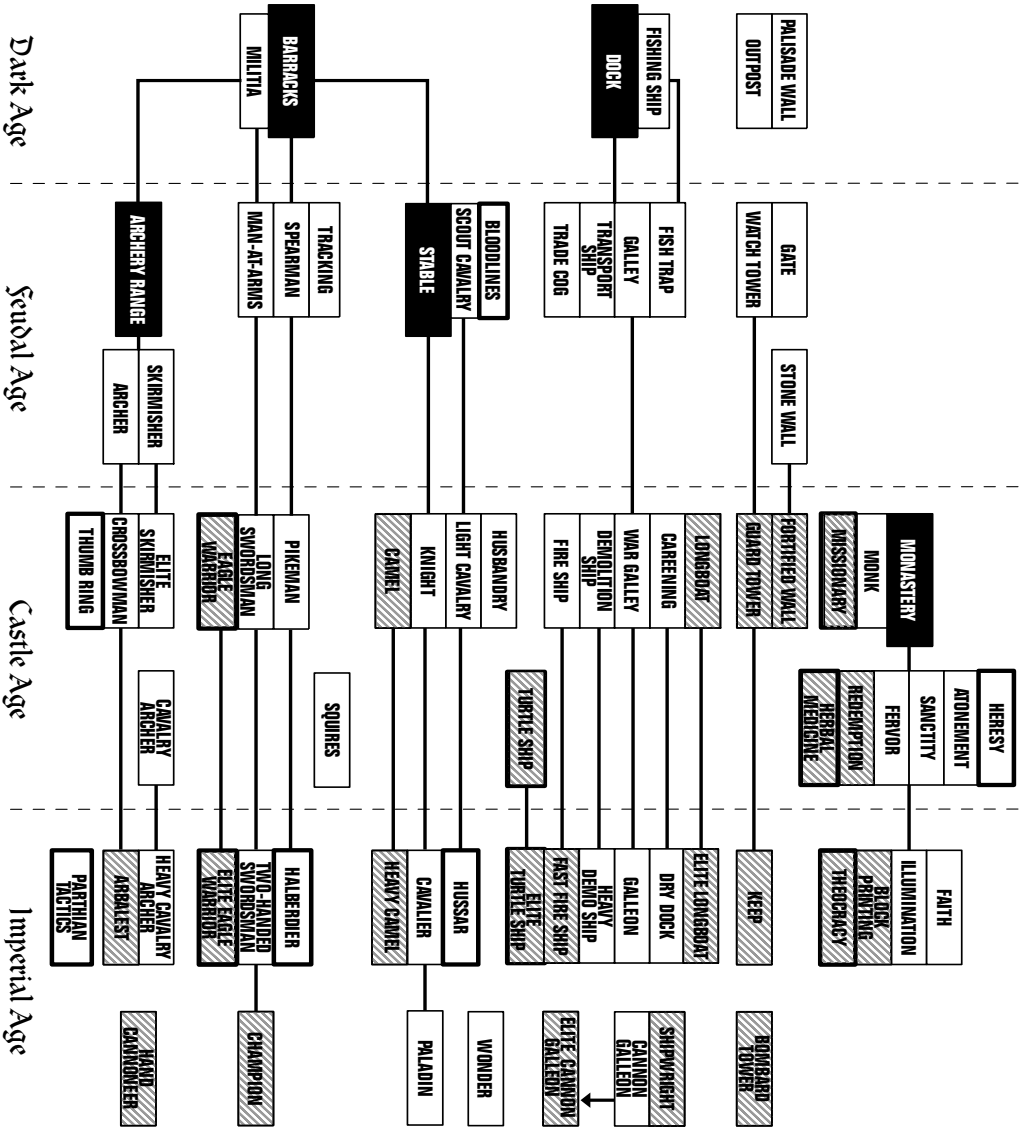 PALISADE WALL
OUTPOST
FISHING SHIP
DOCK
BARRACKS
MILITIA
Dark Age
GATE
WATCH TOWER
STONE WALL
FISH TRAP
GALLEY
TRANSPORT
SHIP
TRADE COG
BLOODLINES
SCOUT CAVALRY
STABLE
TRACKING
SPEARMAN
MAN-AT-ARMS
ARCHERY RANGE
SKIRMISHER
ARCHER
Feudal Age
MONASTERY
MONK
MISSIONARY
HERESY
ATONEMENT
SANCTITY
FERVOR
REDEMPTION
HERBAL
MEDICINE
FORTIFIED WALL
GUARD TOWER
LONGBOAT
CAREENING
WAR GALLEY
DEMOLITION
SHIP
FIRE SHIP
TURTLE SHIP
HUSBANDRY
LIGHT CAVALRY
KNIGHT
CAMEL
SQUIRES
PIKEMAN
LONG
SWORDSMAN
EAGLE
WARRIOR
ELITE
SKIRMISHER
CROSSBOWMAN
THUMB RING
CAVALRY
ARCHER
Castle Age
FAITH
ILLUMINATION
BLOCK
PRINTING
THEOCRACY
KEEP
BOMBARD
TOWER
ELITE LONGBOAT
DRY DOCK
GALLEON
HEAVY
DEMO SHIP
FAST FIRE SHIP
ELITE
TURTLE SHIP
SHIPWRIGHT
CANNON
GALLEON
ELITE CANNON
GALLEON
WONDER
HUSSAR
CAVALIER
HEAVY CAMEL
PALADIN
HALBERDIER
TWO-HANDED
SWORDSMAN
ELITE EAGLE
WARRIOR
CHAMPION
HEAVY CAVALRY
ARCHER
ARBALEST
PARTHIAN
TACTICS
HAND
CANNONEER
Imperial Age